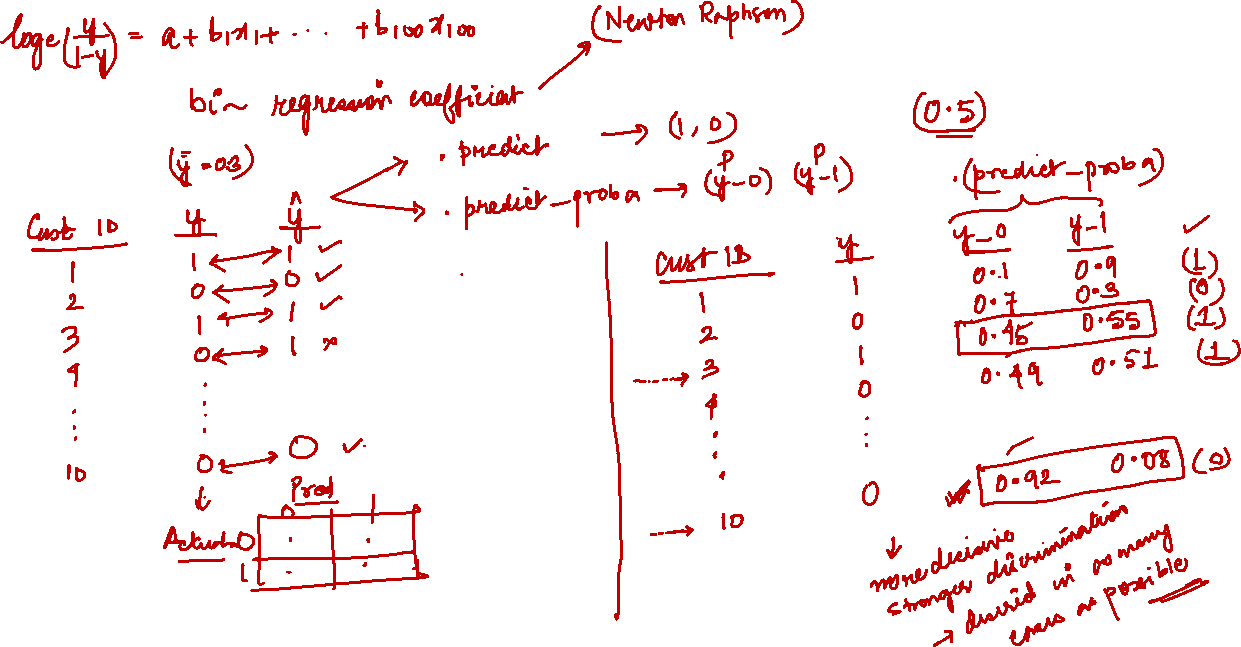 loge(y/1-y) = a + b1x1 + ... + b100x100
(Newton Raphson)
bi ~ regression coefficient
(ȳ = 0.3)
. predict → (1, 0)
. predict_proba → (P y-0) (P y-1)
Cust ID y ŷ
1 1 1 ✓
2 0 0 ✓
3 1 1 ✓
4 0 1 x
10 0 0 ✓
Pred
0 1
Actual 0
1
(0.5)
.(predict_proba)
Cust ID y y_0 y_1 ✓
1 1 0.1 0.9 (1)
2 0 0.7 0.3 (0)
3 1 0.45 0.55 (1)
4 0 0.49 0.51 (1)
10 0 0.92 0.08 (0)
more decisive
stronger discrimination
→ desired in as many
cases as possible